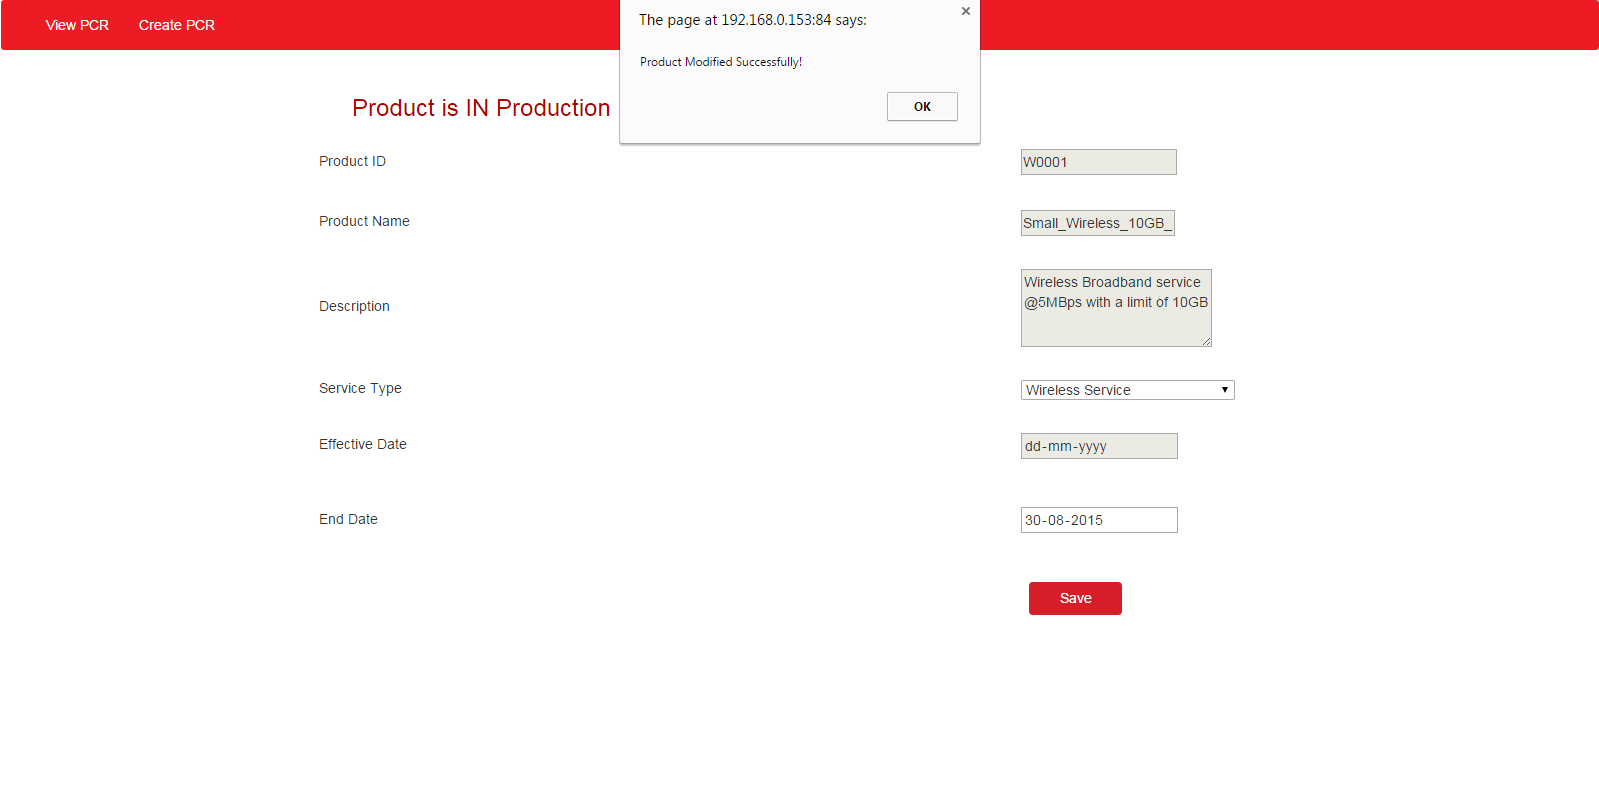 View PCR Create PCR
The page at 192.168.0.153:84 says:
Product Modified Successfully!
OK
Product is IN Production
Product ID W0001
Product Name Small_Wireless_10GB_
Description
Wireless Broadband service
@5MBps with a limit of 10GB
Service Type Wireless Service
Effective Date dd-mm-yyyy
End Date 30-08-2015
Save